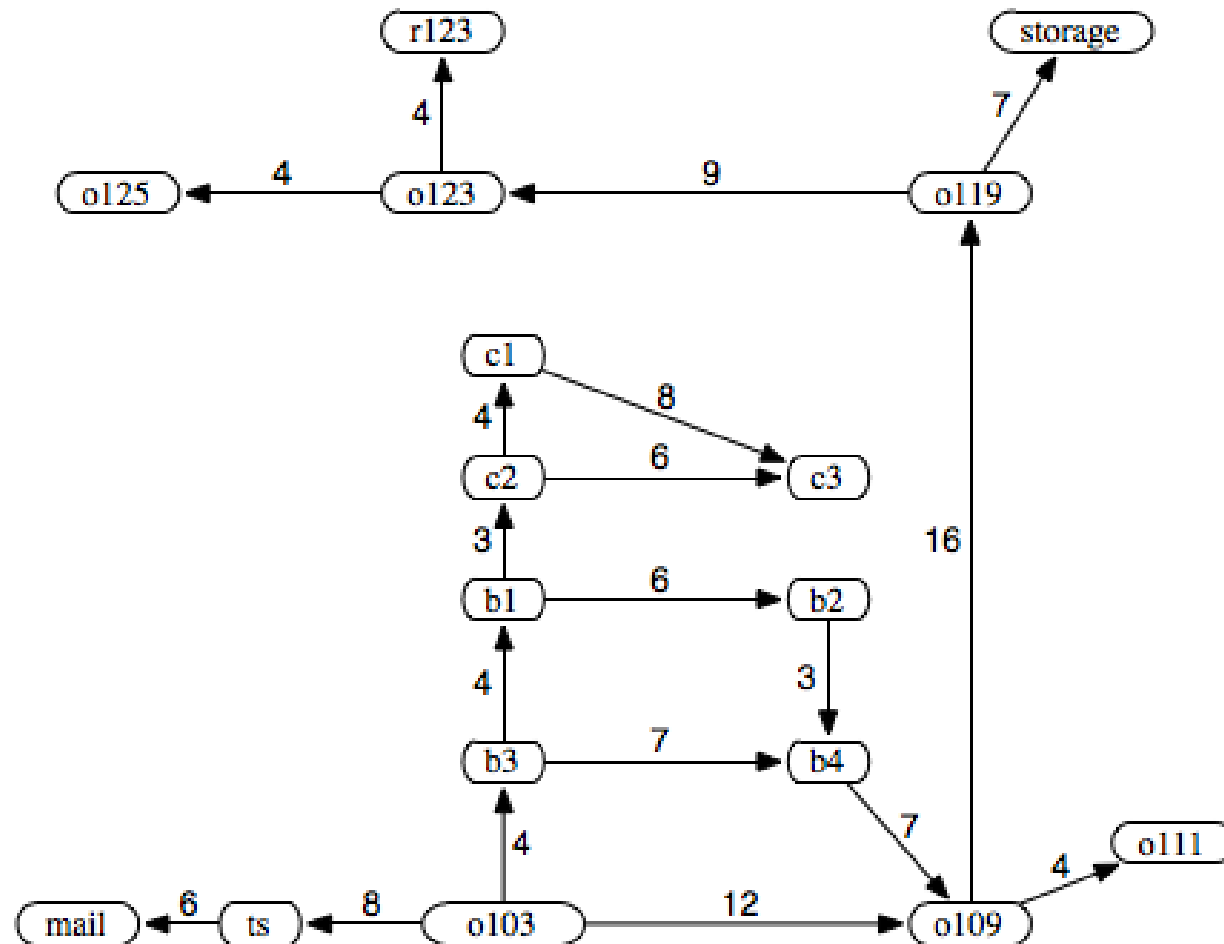 r123 storage
4 7
o125 4 o123 9 o119
c1
4 8
c2 6 c3
3 16
b1 6 b2
4 3
b3 7 b4
4 7 4 o111
mail 6 ts 8 o103 12 o109